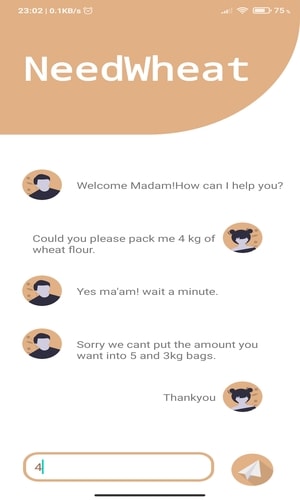 23:02 | 0.1KB/s
75%
NeedWheat
Welcome Madam!How can I help you?
Could you please pack me 4 kg of
wheat flour.
Yes ma'am! wait a minute.
Sorry we cant put the amount you
want into 5 and 3kg bags.
Thankyou
4